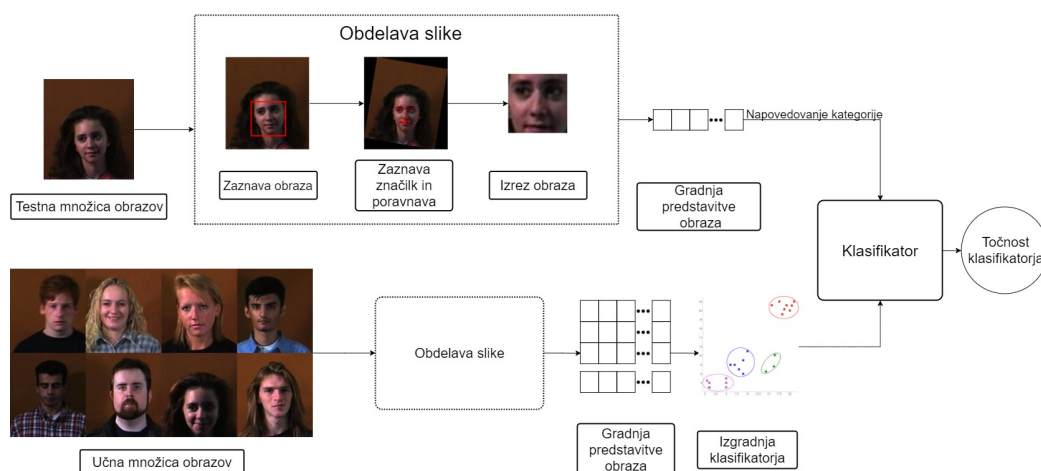 Obdelava slike
Testna množica obrazov
Zaznava obraza
Zaznava
značilk in
poravnava
Izrez obraza
Napovedovanje kategorije
Gradnja
predstavitve
obraza
Klasifikator
Točnost
klasifikatorja
Učna množica obrazov
Obdelava slike
Gradnja
predstavitve
obraza
Izgradnja
klasifikatorja